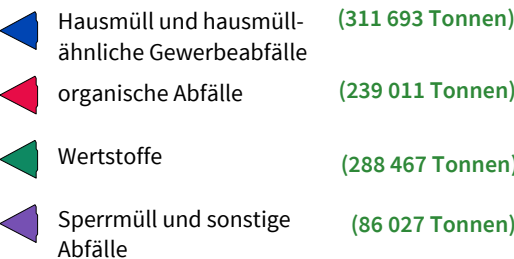 Hausmüll und hausmüll- (311 693 Tonnen)
ähnliche Gewerbeabfälle
organische Abfälle (239 011 Tonnen)
Wertstoffe (288 467 Tonnen)
Sperrmüll und sonstige (86 027 Tonnen)
Abfälle